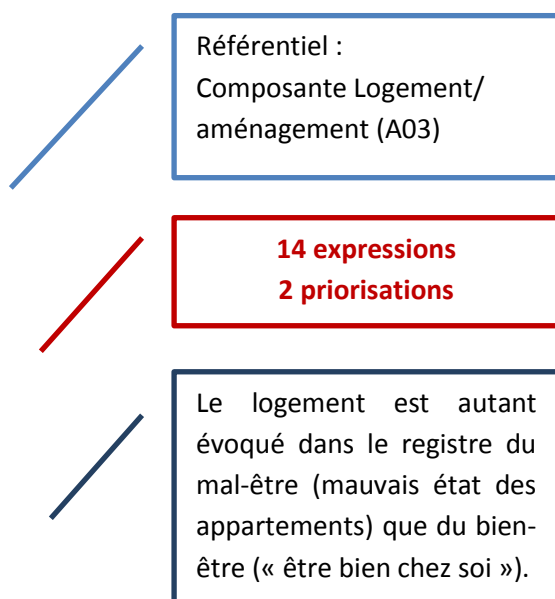 Référentiel :
Composante Logement/
aménagement (A03)
14 expressions
2 priorisations
Le logement est autant
évoqué dans le registre du
mal-être (mauvais état des
appartements) que du bien-
être (« être bien chez soi »).